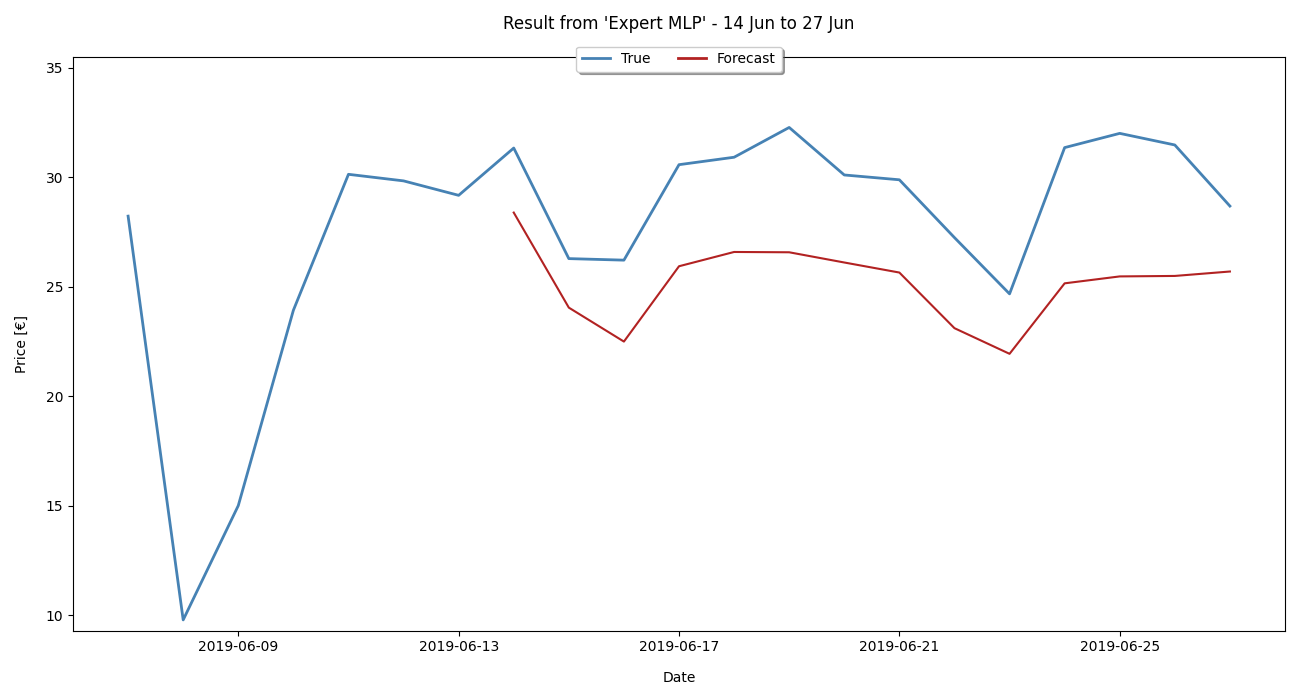 Result from 'Expert MLP' - 14 Jun to 27 Jun
True Forecast
35
30
25
20
15
10
Price [€]
2019-06-09 2019-06-13 2019-06-17 2019-06-21 2019-06-25
Date